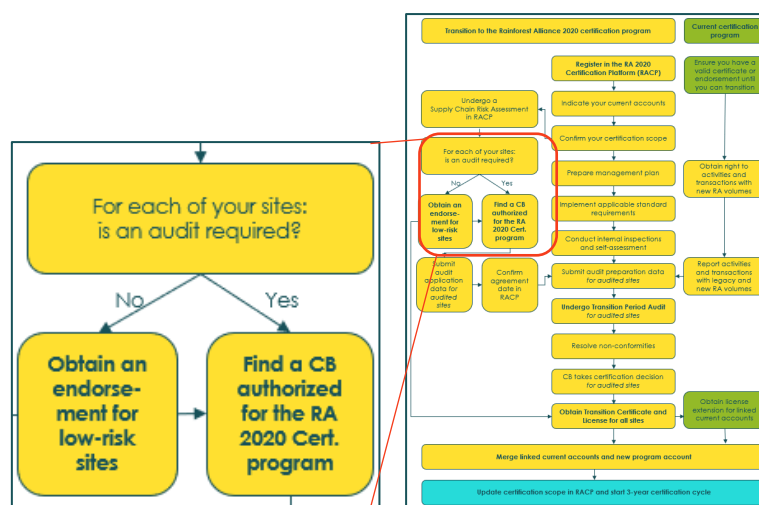 For each of your sites:
is an audit required?
No
Yes
Obtain an
endorse-
ment for
low-risk
sites
Find a CB
authorized
for the RA
2020 Cert.
program
Transition to the Rainforest Alliance 2020 certification program
Current certification
program
Register in the RA 2020
Certification Platform (RACP)
Ensure you have a
valid certificate or
endorsement until
you can transition
Undergo a
Supply Chain Risk Assessment
in RACP
Indicate your current accounts
Confirm your certification scope
For each of your sites:
is an audit required?
Prepare management plan
Obtain right to
activities and
transactions with
new RA volumes
No
Yes
Obtain an
endorse-
ment for
low-risk
sites
Find a CB
authorized
for the RA
2020 Cert.
program
Implement applicable standard
requirements
Conduct internal inspections
and self-assessment
Submit
audit
application
data for
audited sites
Confirm
agreement
date in
RACP
Submit audit preparation data
for audited sites
Report activities
and transactions
with legacy and
new RA volumes
Undergo Transition Period Audit
for audited sites
Resolve non-conformities
CB takes certification decision
for audited sites
Obtain Transition Certificate and
License for all sites
Obtain license
extension for linked
current accounts
Merge linked current accounts and new program account
Update certification scope in RACP and start 3-year certification cycle